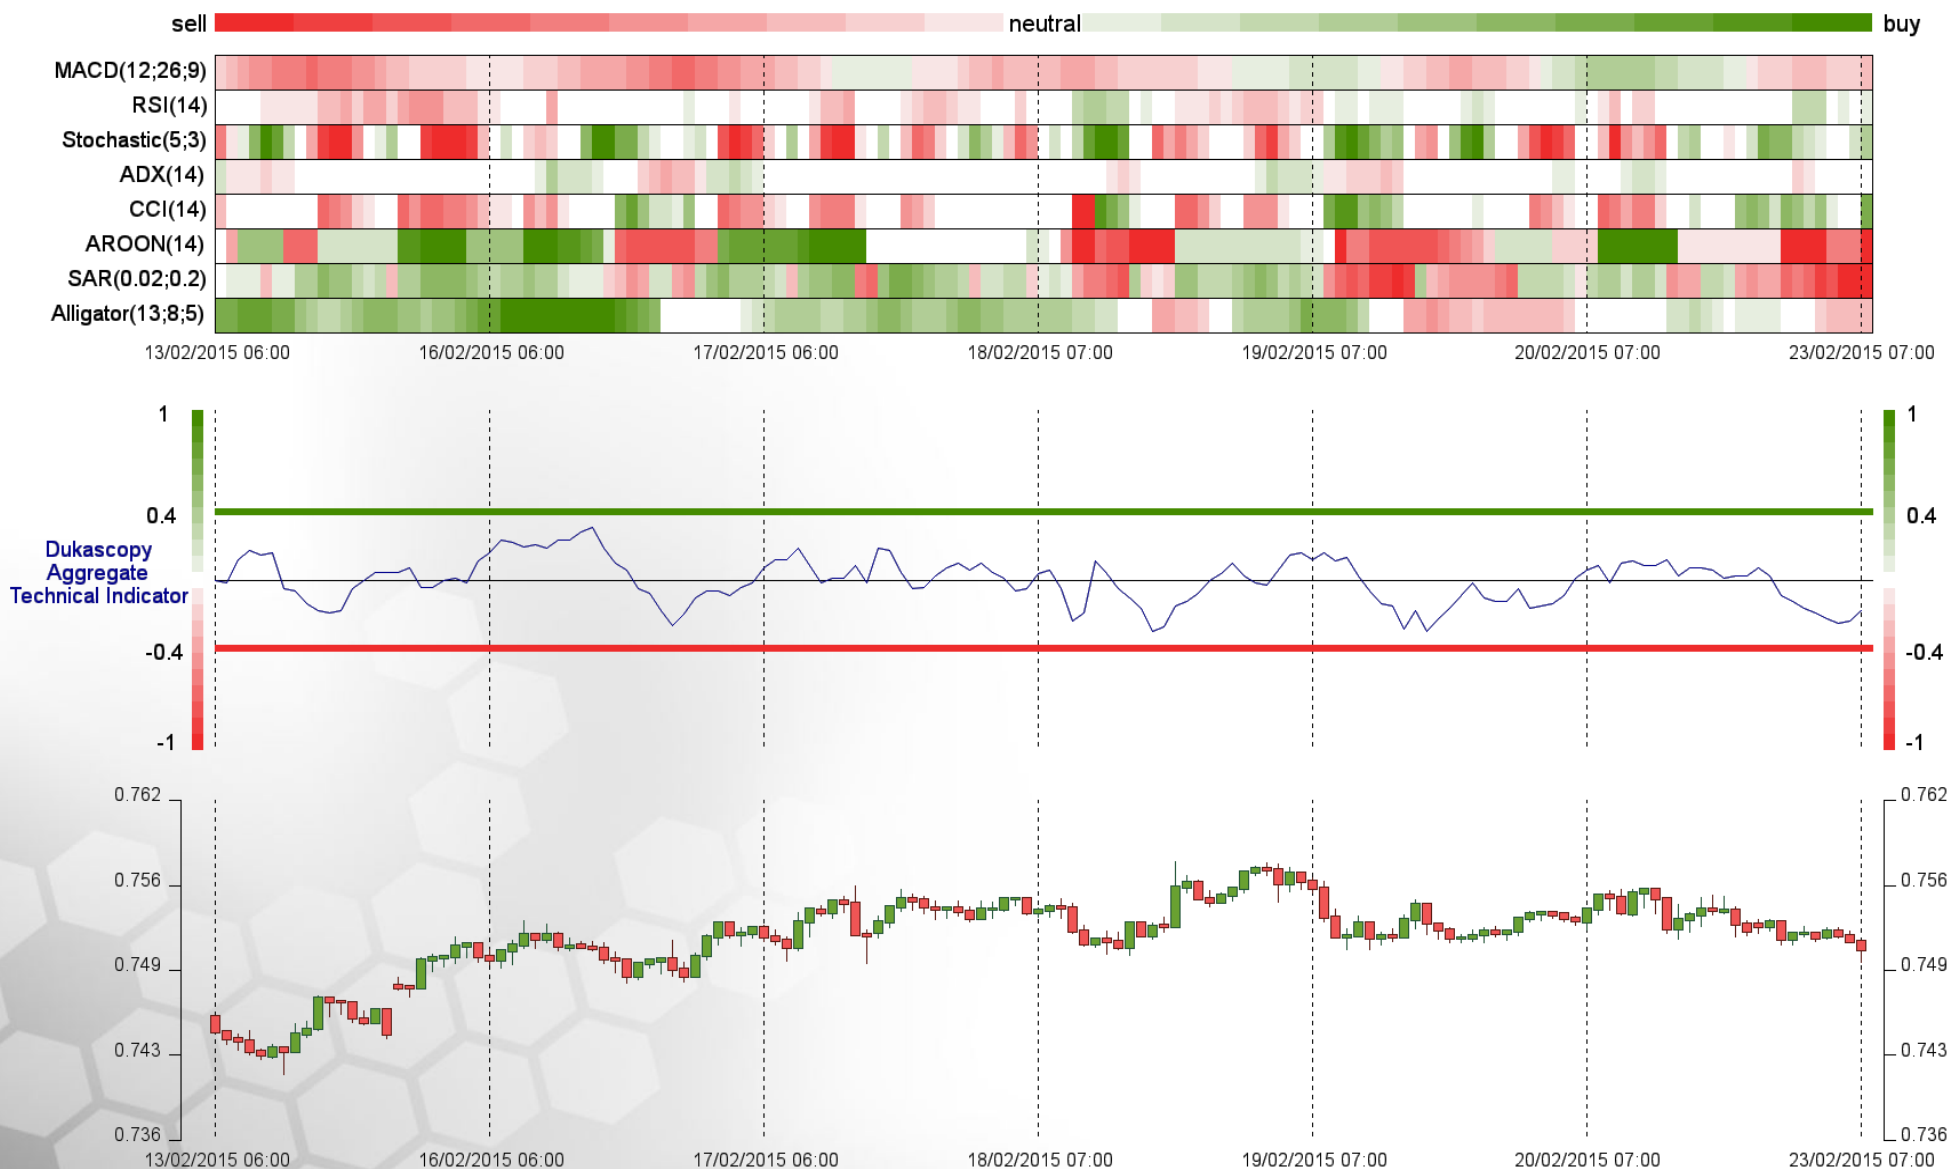 sell neutral buy
MACD(12;26;9)
RSI(14)
Stochastic(5;3)
ADX(14)
CCI(14)
AROON(14)
SAR(0.02;0.2)
Alligator(13;8;5)
13/02/2015 06:00 16/02/2015 06:00 17/02/2015 06:00 18/02/2015 07:00 19/02/2015 07:00 20/02/2015 07:00 23/02/2015 07:00
1 1
0.4 0.4
Dukascopy
Aggregate
Technical Indicator
-0.4 -0.4
-1 -1
0.762 0.762
0.756 0.756
0.749 0.749
0.743 0.743
0.736 0.736
13/02/2015 06:00 16/02/2015 06:00 17/02/2015 06:00 18/02/2015 07:00 19/02/2015 07:00 20/02/2015 07:00 23/02/2015 07:00